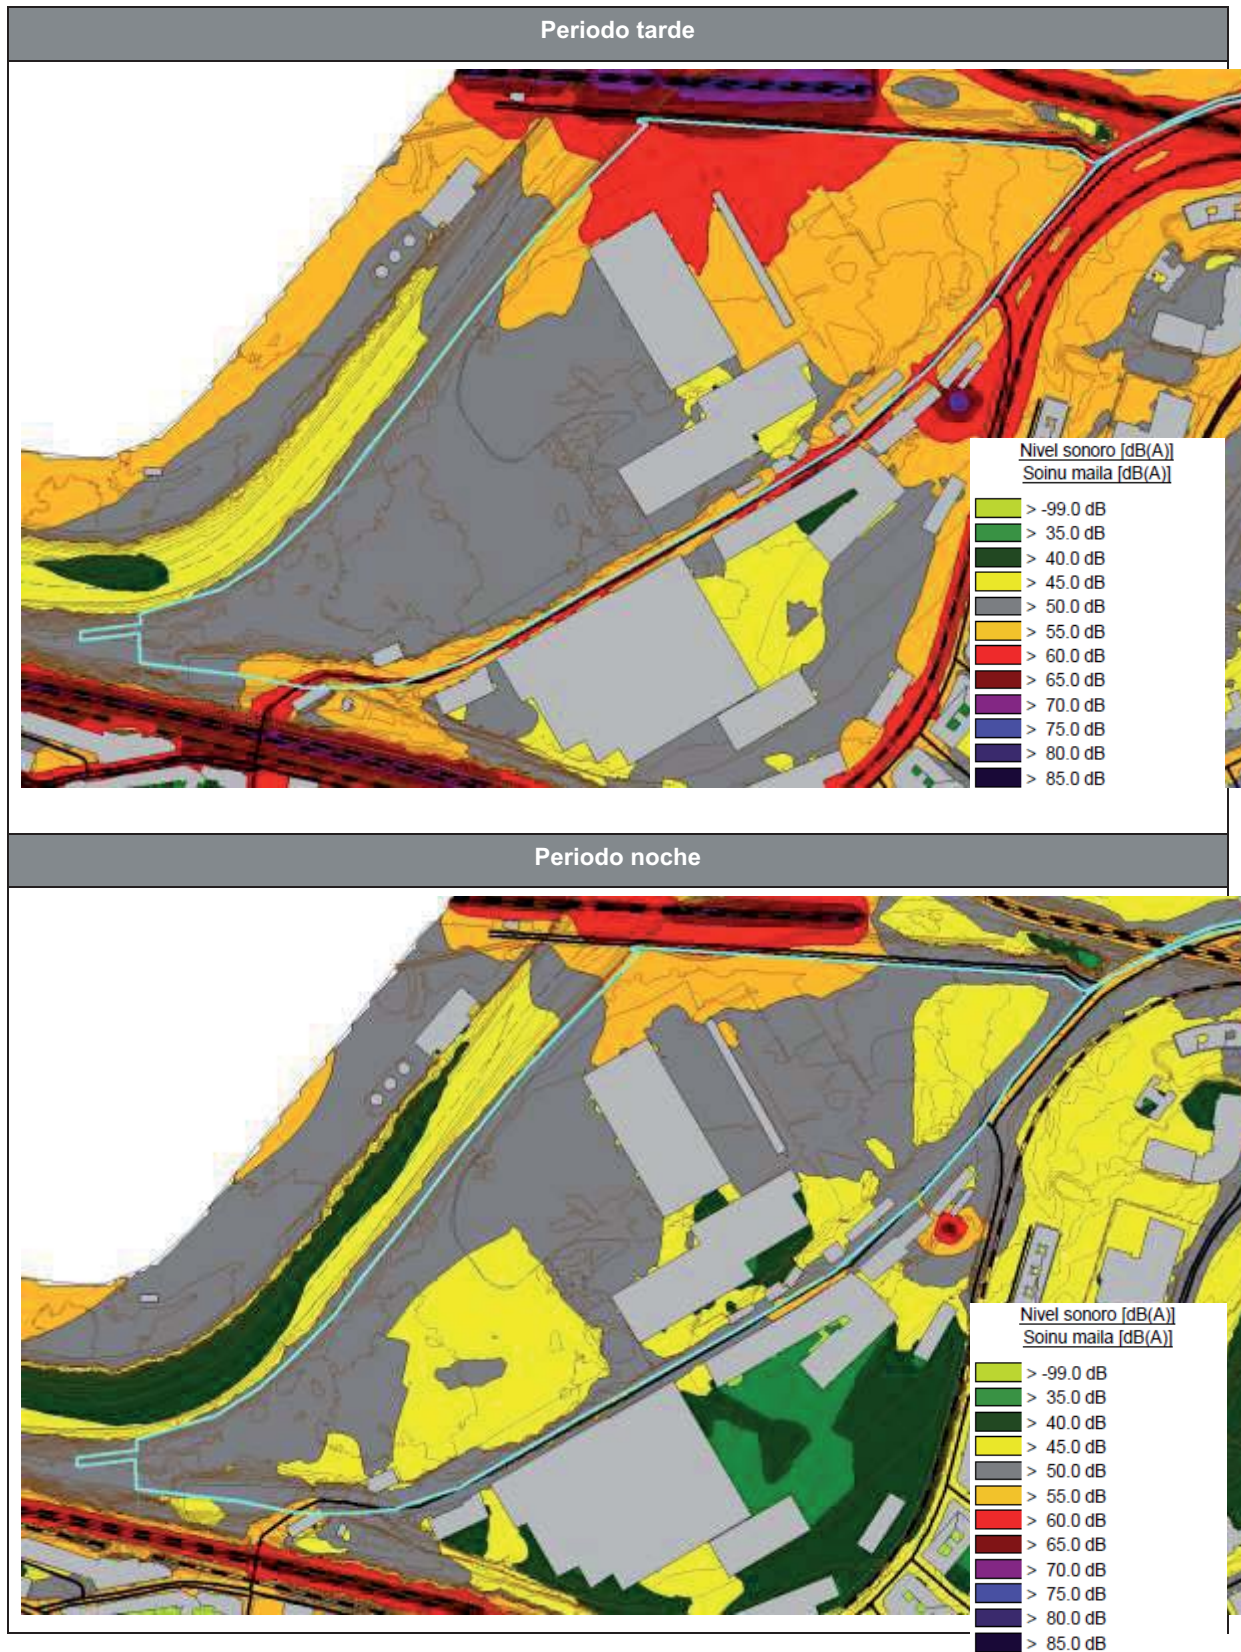 Periodo tarde
Nivel sonoro [dB(A)]
Soinu maila [dB(A)]
> -99.0 dB
> 35.0 dB
> 40.0 dB
> 45.0 dB
> 50.0 dB
> 55.0 dB
> 60.0 dB
> 65.0 dB
> 70.0 dB
> 75.0 dB
> 80.0 dB
> 85.0 dB
Periodo noche
Nivel sonoro [dB(A)]
Soinu maila [dB(A)]
> -99.0 dB
> 35.0 dB
> 40.0 dB
> 45.0 dB
> 50.0 dB
> 55.0 dB
> 60.0 dB
> 65.0 dB
> 70.0 dB
> 75.0 dB
> 80.0 dB
> 85.0 dB